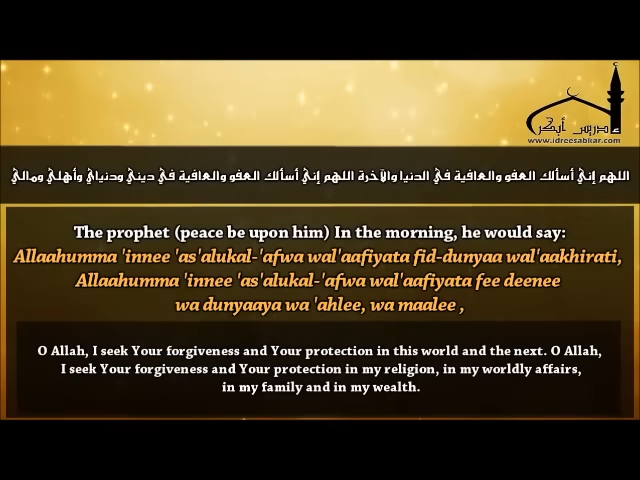 إدريس أبكر
www.idreesabkar.com
اللهم إني أسألك العفو والعافية في الدنيا والآخرة اللهم إني أسألك العفو والعافية في ديني ودنياي وأهلي ومالي
The prophet (peace be upon him) In the morning, he would say:
Allaahumma 'innee 'as'alukal-'afwa wal'aafiyata fid-dunyaa wal'aakhirati,
Allaahumma 'innee 'as'alukal-'afwa wal'aafiyata fee deenee
wa dunyaaya wa 'ahlee, wa maalee ,
O Allah, I seek Your forgiveness and Your protection in this world and the next. O Allah,
I seek Your forgiveness and Your protection in my religion, in my worldly affairs,
in my family and in my wealth.